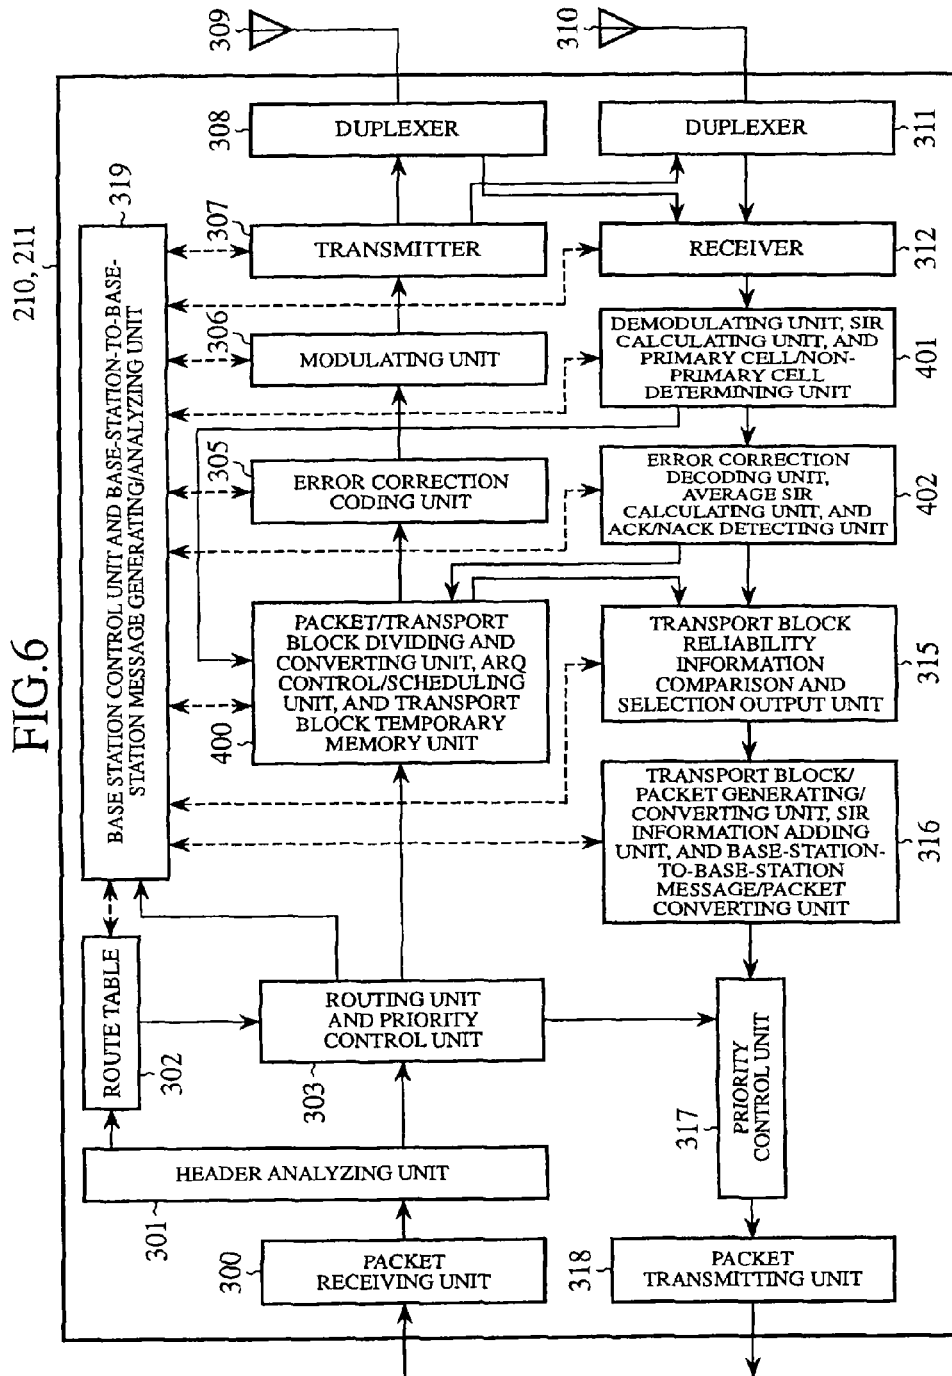 FIG.6
210, 211
BASE STATION CONTROL UNIT AND BASE-STATION-TO-BASE-
STATION MESSAGE GENERATING/ANALYZING UNIT
319
ROUTE TABLE
302
HEADER ANALYZING UNIT
301
PACKET
RECEIVING UNIT
300
ROUTING UNIT
AND PRIORITY
CONTROL UNIT
303
PACKET/TRANSPORT
BLOCK DIVIDING AND
CONVERTING UNIT, ARQ
CONTROL/SCHEDULING
UNIT, AND TRANSPORT
BLOCK TEMPORARY
MEMORY UNIT
400
ERROR CORRECTION
CODING UNIT
305
MODULATING UNIT
306
TRANSMITTER
307
DUPLEXER
308
309
310
DUPLEXER
311
RECEIVER
312
DEMODULATING UNIT, SIR
CALCULATING UNIT, AND
PRIMARY CELL/NON-
PRIMARY CELL
DETERMINING UNIT
401
ERROR CORRECTION
DECODING UNIT,
AVERAGE SIR
CALCULATING UNIT, AND
ACK/NACK DETECTING UNIT
402
TRANSPORT BLOCK
RELIABILITY
INFORMATION
COMPARISON AND
SELECTION OUTPUT UNIT
315
TRANSPORT BLOCK/
PACKET GENERATING/
CONVERTING UNIT, SIR
INFORMATION ADDING
UNIT, AND BASE-STATION-
TO-BASE-STATION
MESSAGE/PACKET
CONVERTING UNIT
316
PRIORITY
CONTROL UNIT
317
PACKET
TRANSMITTING UNIT
318